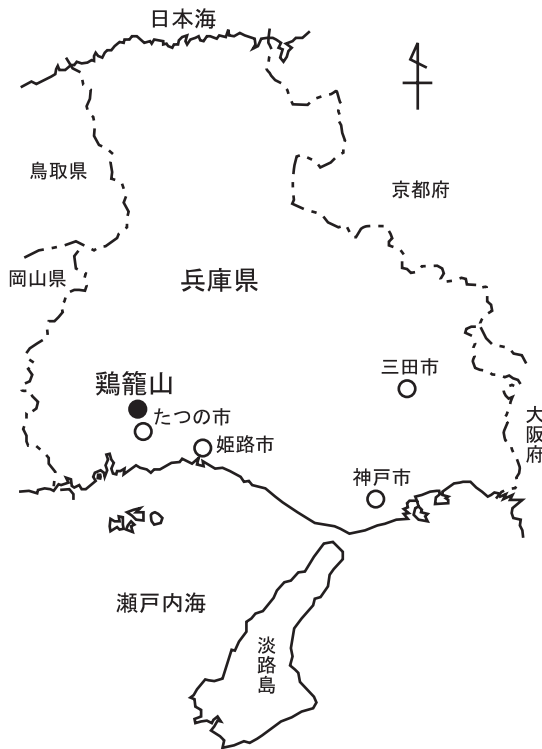 日本海
鳥取県
京都府
岡山県
兵庫県
三田市
鶏籠山
たつの市
大阪府
姫路市
神戸市
瀬戸内海
淡路島